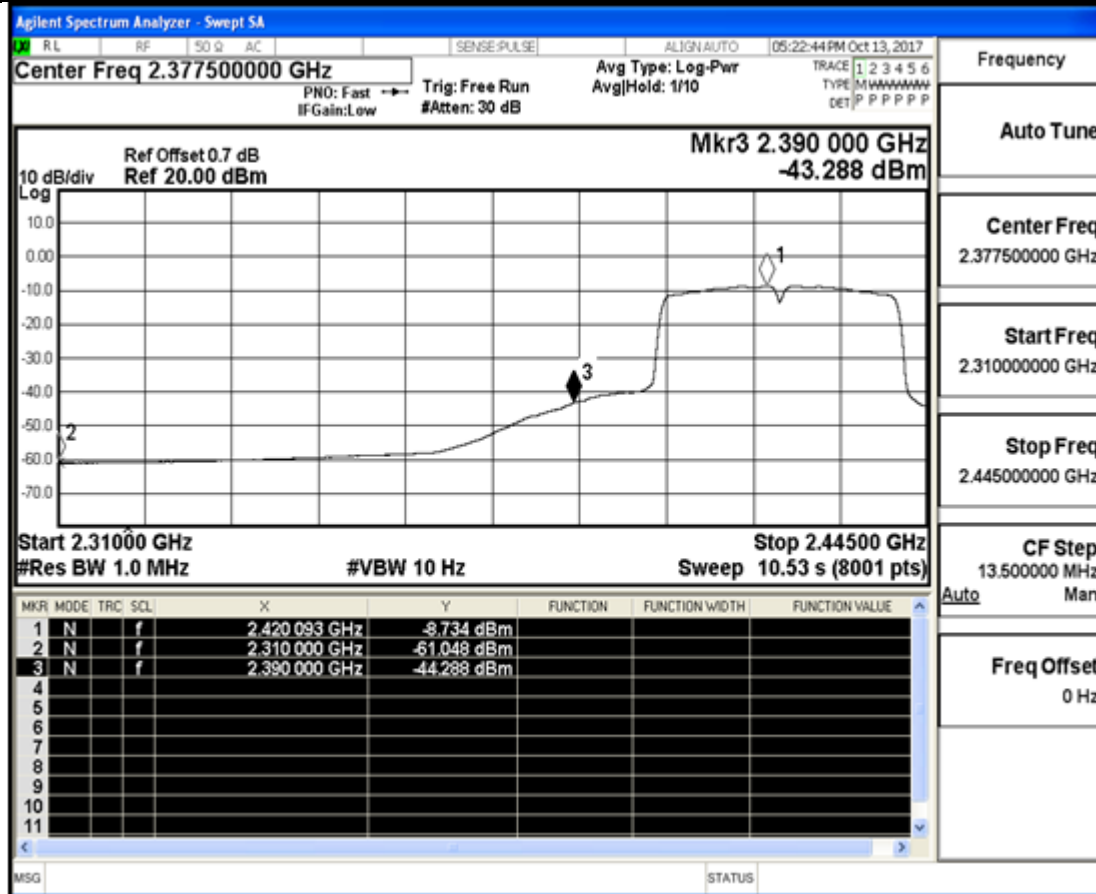 Agilent Spectrum Analyzer - Swept SA
RL RF 50 Ω AC SENSE:PULSE ALIGN AUTO 05:22:44 PM Oct 13, 2017
Center Freq 2.377500000 GHz
PNO: Fast
IFGain:Low
Trig: Free Run
#Atten: 30 dB
Avg Type: Log-Pwr
Avg|Hold: 1/10
TRACE 1 2 3 4 5 6
TYPE M W W W W W
DET P P P P P P
Mkr3 2.390 000 GHz
-43.288 dBm
Ref Offset 0.7 dB
10 dB/div Ref 20.00 dBm
Log
10.0
0.00
-10.0
-20.0
-30.0
-40.0
-50.0
-60.0
-70.0
1
2
3
Start 2.31000 GHz Stop 2.44500 GHz
#Res BW 1.0 MHz #VBW 10 Hz Sweep 10.53 s (8001 pts)
MKR MODE TRC SCL X Y FUNCTION FUNCTION WIDTH FUNCTION VALUE
1 N f 2.420 093 GHz -8.734 dBm
2 N f 2.310 000 GHz -61.048 dBm
3 N f 2.390 000 GHz -44.288 dBm
4
5
6
7
8
9
10
11
MSG STATUS
Frequency
Auto Tune
Center Freq
2.377500000 GHz
Start Freq
2.310000000 GHz
Stop Freq
2.445000000 GHz
CF Step
13.500000 MHz
Auto Man
Freq Offset
0 Hz